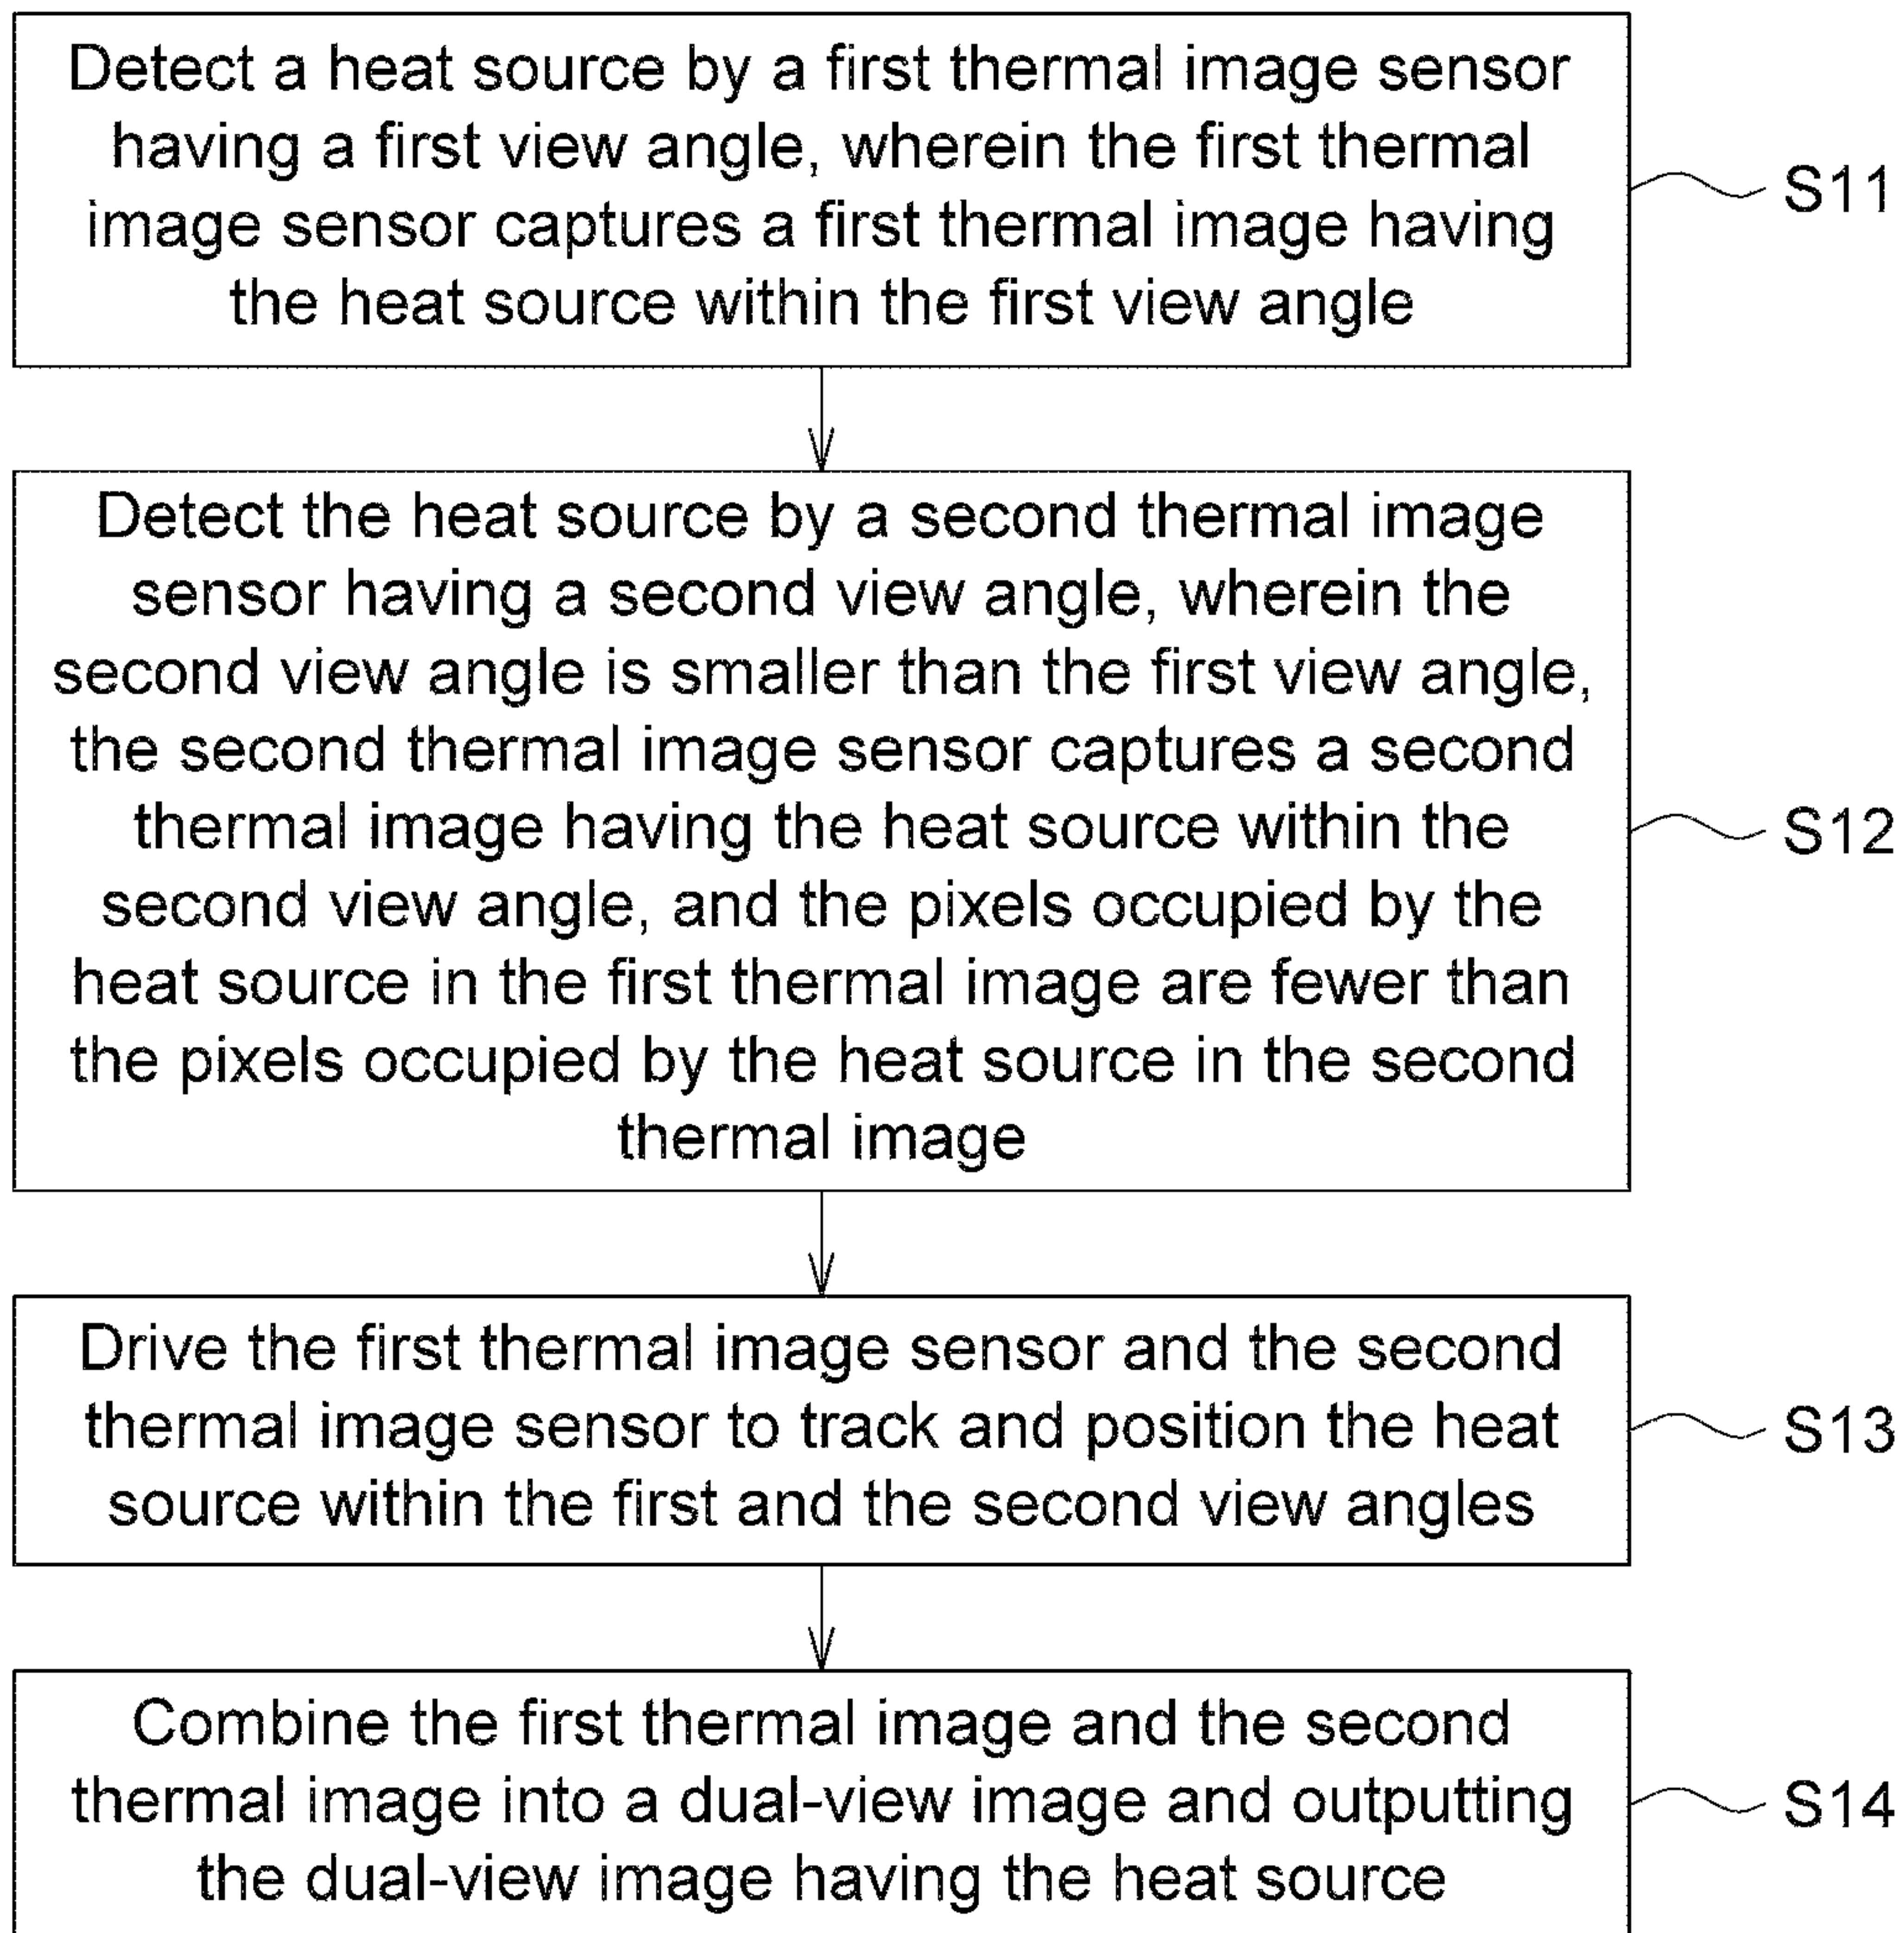 Detect a heat source by a first thermal image sensor
having a first view angle, wherein the first thermal
image sensor captures a first thermal image having
the heat source within the first view angle
S11
Detect the heat source by a second thermal image
sensor having a second view angle, wherein the
second view angle is smaller than the first view angle,
the second thermal image sensor captures a second
thermal image having the heat source within the
second view angle, and the pixels occupied by the
heat source in the first thermal image are fewer than
the pixels occupied by the heat source in the second
thermal image
S12
Drive the first thermal image sensor and the second
thermal image sensor to track and position the heat
source within the first and the second view angles
S13
Combine the first thermal image and the second
thermal image into a dual-view image and outputting
the dual-view image having the heat source
S14